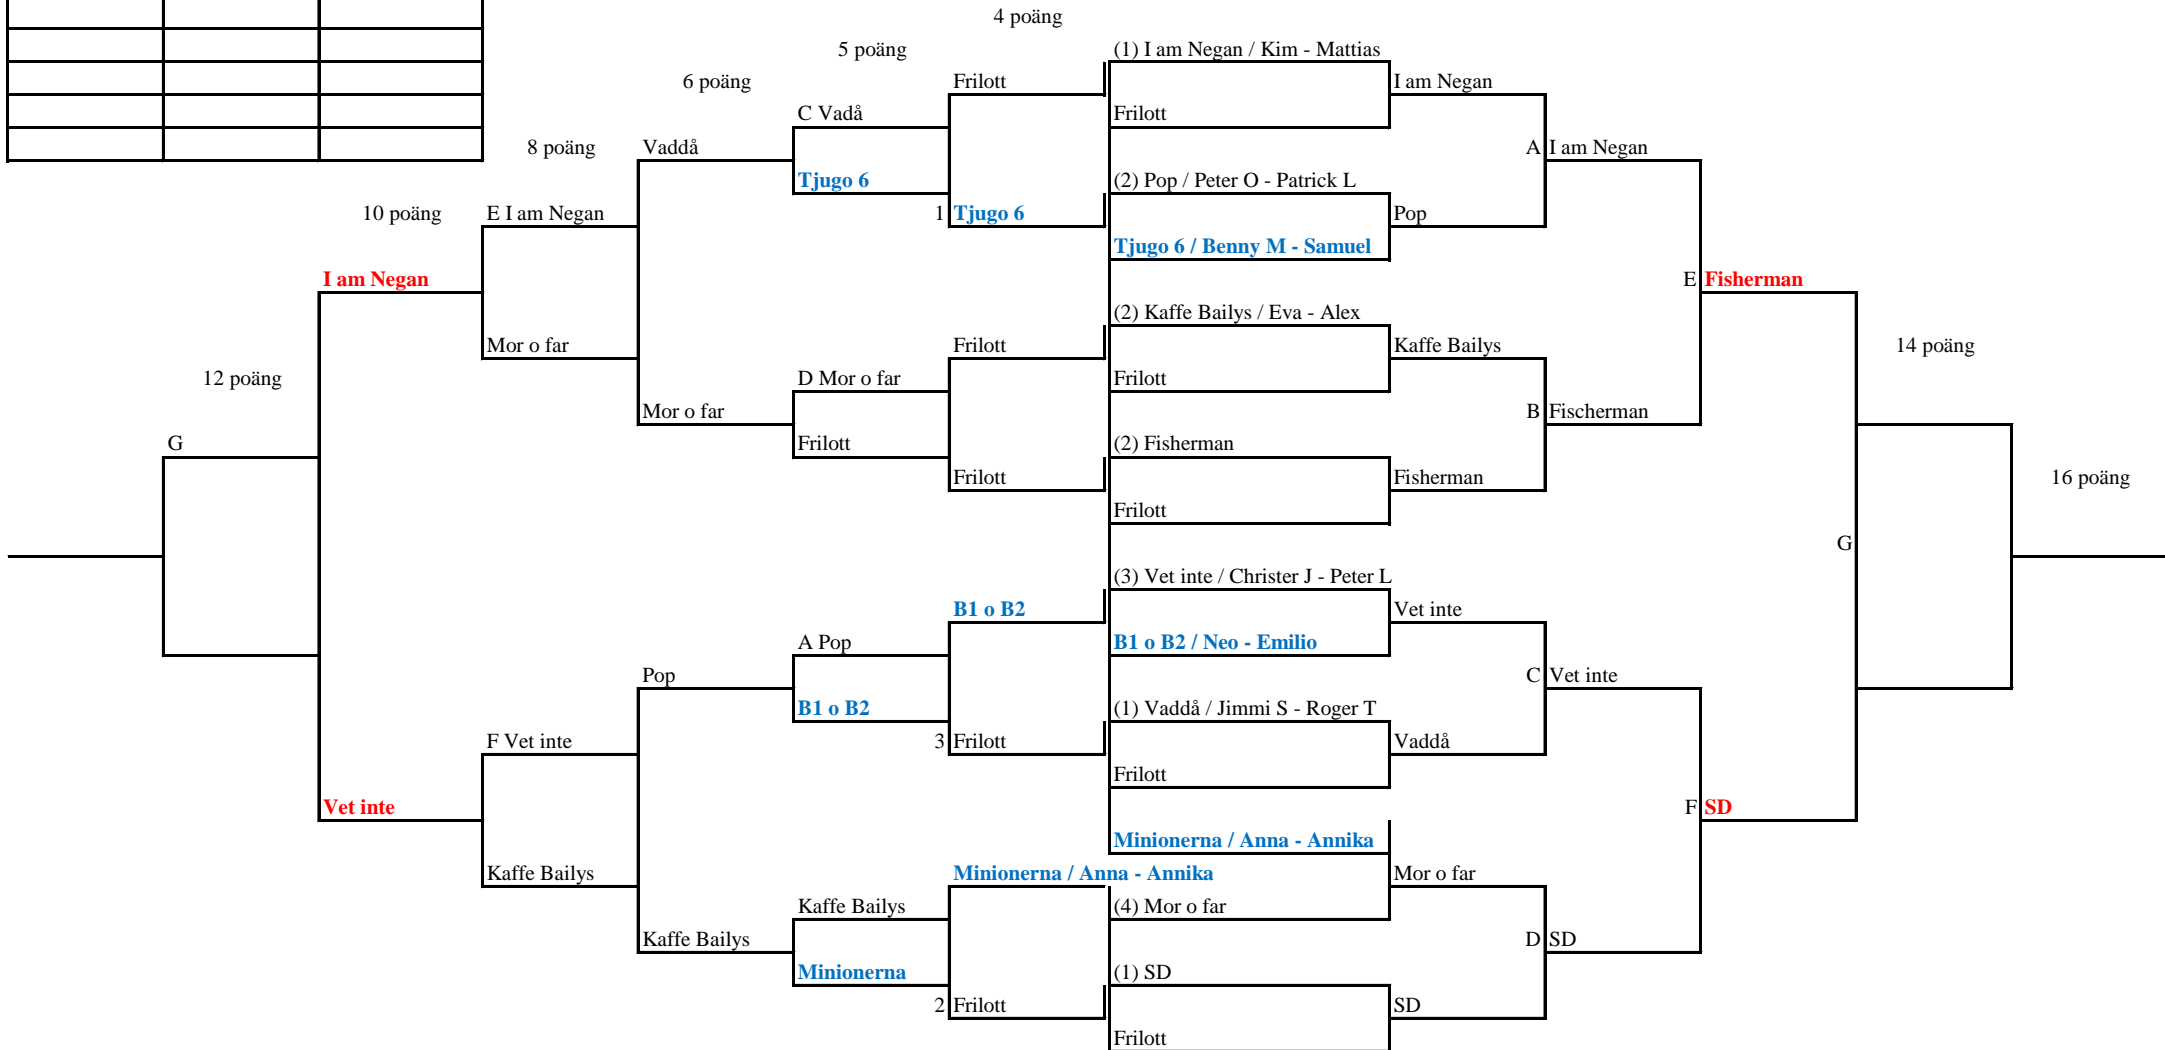 4 poäng
5 poäng
(1) I am Negan / Kim - Mattias
6 poäng
Frilott
I am Negan
C Vadå
Frilott
8 poäng
Vaddå
A I am Negan
Tjugo 6
(2) Pop / Peter O - Patrick L
10 poäng
E I am Negan
1 Tjugo 6
Pop
Tjugo 6 / Benny M - Samuel
I am Negan
E Fisherman
(2) Kaffe Bailys / Eva - Alex
Mor o far
Frilott
Kaffe Bailys
14 poäng
12 poäng
D Mor o far
Frilott
Mor o far
B Fischerman
G
Frilott
(2) Fisherman
Frilott
Fisherman
16 poäng
Frilott
G
(3) Vet inte / Christer J - Peter L
B1 o B2
Vet inte
A Pop
B1 o B2 / Neo - Emilio
Pop
C Vet inte
B1 o B2
(1) Vaddå / Jimmi S - Roger T
F Vet inte
3 Frilott
Vaddå
Frilott
Vet inte
F SD
Minionerna / Anna - Annika
Kaffe Bailys
Minionerna / Anna - Annika
Mor o far
Kaffe Bailys
(4) Mor o far
Kaffe Bailys
D SD
Minionerna
(1) SD
2 Frilott
SD
Frilott